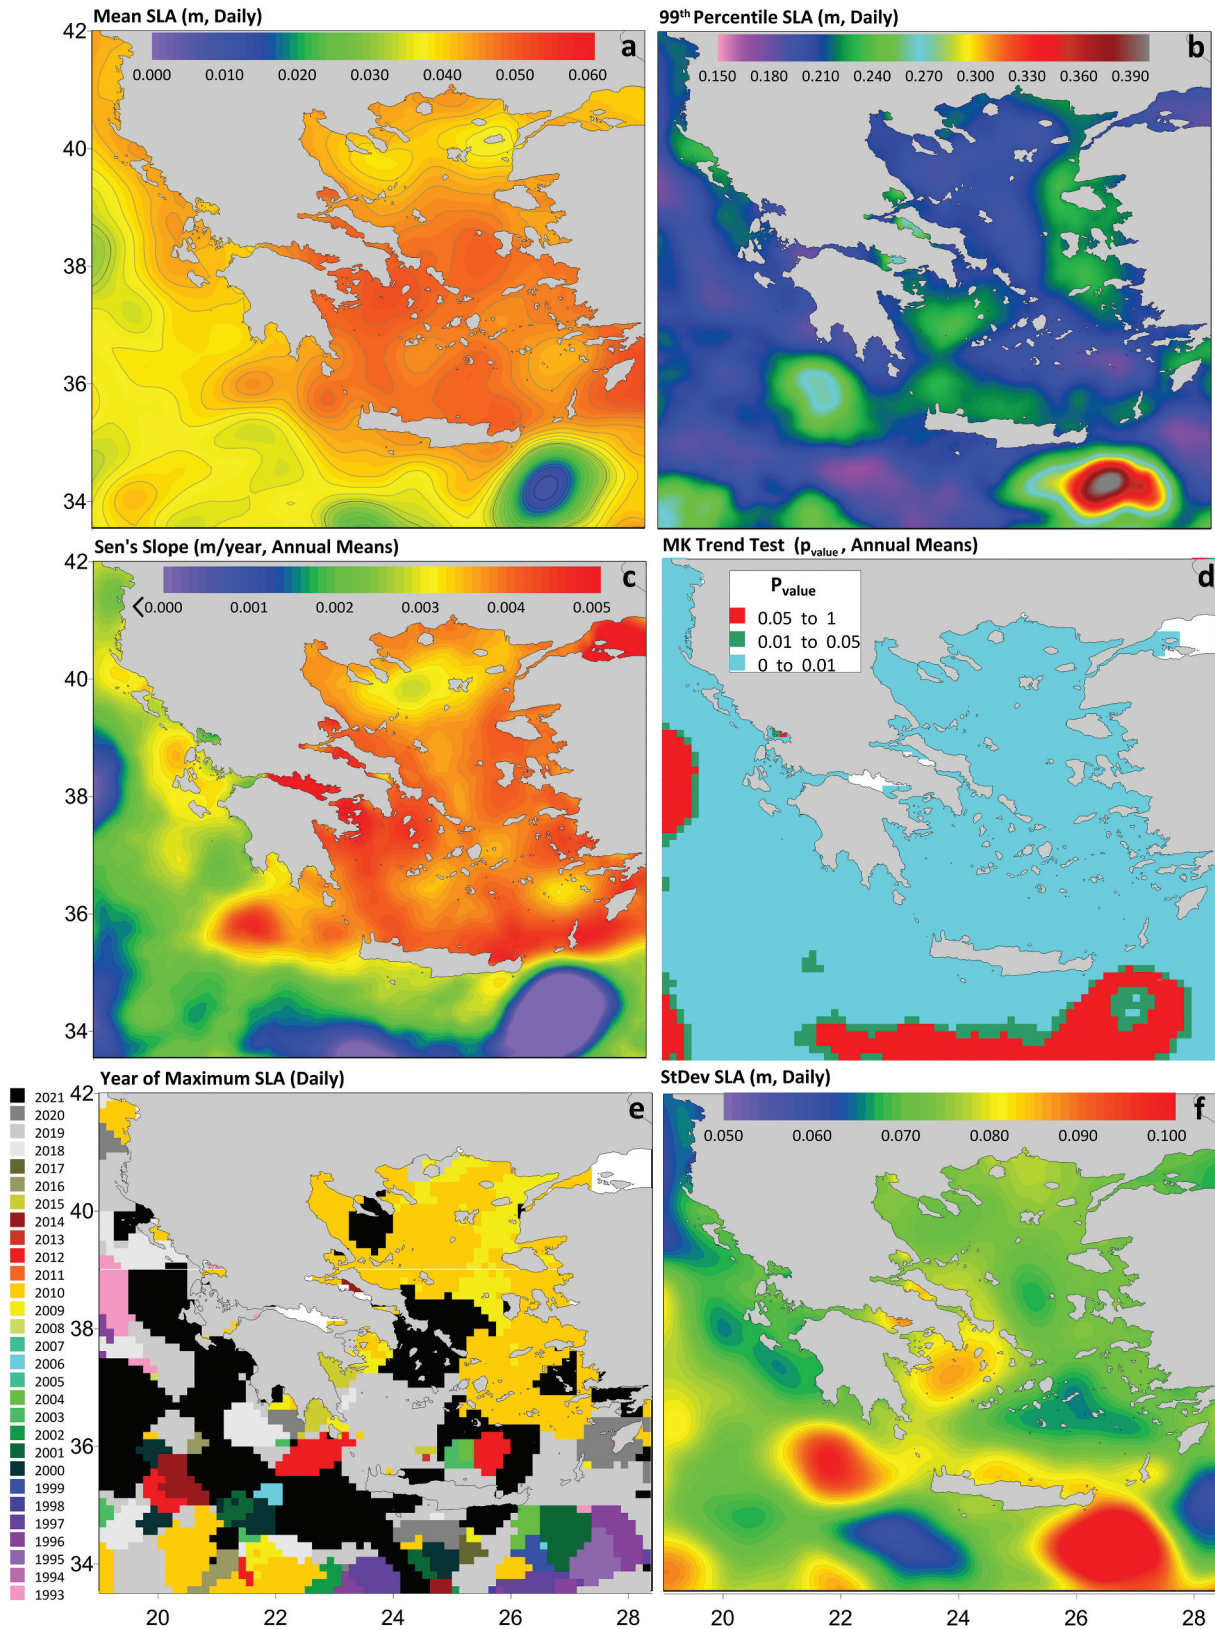 Mean SLA (m, Daily)
99th Percentile SLA (m, Daily)
42
a
0.000 0.010 0.020 0.030 0.040 0.050 0.060
b
0.150 0.180 0.210 0.240 0.270 0.300 0.330 0.360 0.390
40
38
36
34
Sen's Slope (m/year, Annual Means)
MK Trend Test (pvalue, Annual Means)
42
c
<0.000 0.001 0.002 0.003 0.004 0.005
d
Pvalue
0.05 to 1
0.01 to 0.05
0 to 0.01
40
38
36
34
Year of Maximum SLA (Daily)
StDev SLA (m, Daily)
42
e
2021
2020
2019
2018
2017
2016
2015
2014
2013
2012
2011
2010
2009
2008
2007
2006
2005
2004
2003
2002
2001
2000
1999
1998
1997
1996
1995
1994
1993
40
38
36
34
20 22 24 26 28
f
0.050 0.060 0.070 0.080 0.090 0.100
20 22 24 26 28